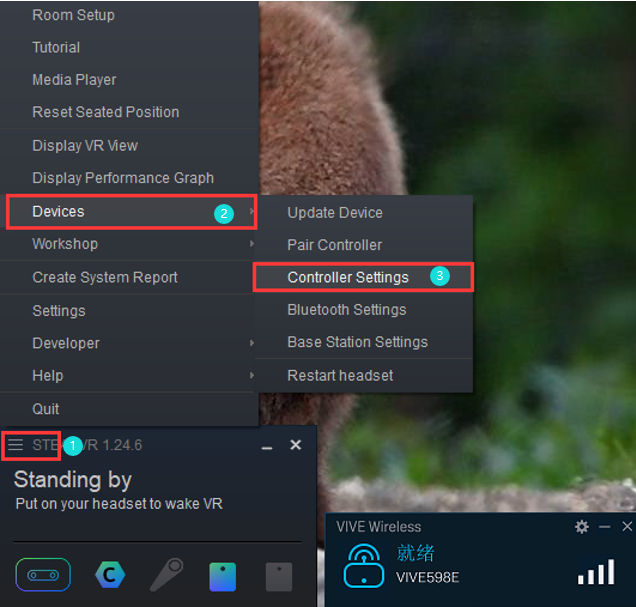 Room Setup
Tutorial
Media Player
Reset Seated Position
Display VR View
Display Performance Graph
Devices 2
Workshop
Create System Report
Settings
Developer
Help
Quit
Update Device
Pair Controller
Controller Settings 3
Bluetooth Settings
Base Station Settings
Restart headset
1 VR 1.24.6
Standing by
Put on your headset to wake VR
C
VIVE Wireless
就绪
VIVE598E